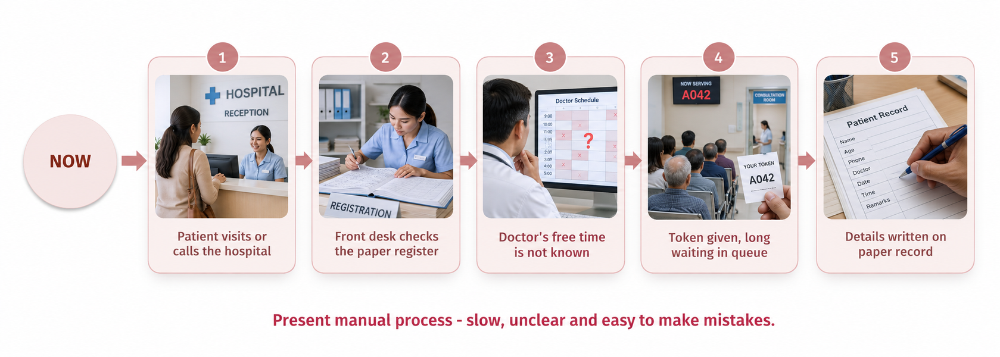 NOW
1
HOSPITAL
RECEPTION
Patient visits or
calls the hospital
2
REGISTRATION
Front desk checks
the paper register
3
Doctor Schedule
9:00
10:00
11:00
2:00
3:00
4:00
5:00
?
Doctor's free time
is not known
4
NOW SERVING
A042
CONSULTATION
ROOM
YOUR TOKEN
A042
Token given, long
waiting in queue
5
Patient Record
Name
Age
Phone
Doctor
Date
Time
Remarks
Details written on
paper record
Present manual process - slow, unclear and easy to make mistakes.